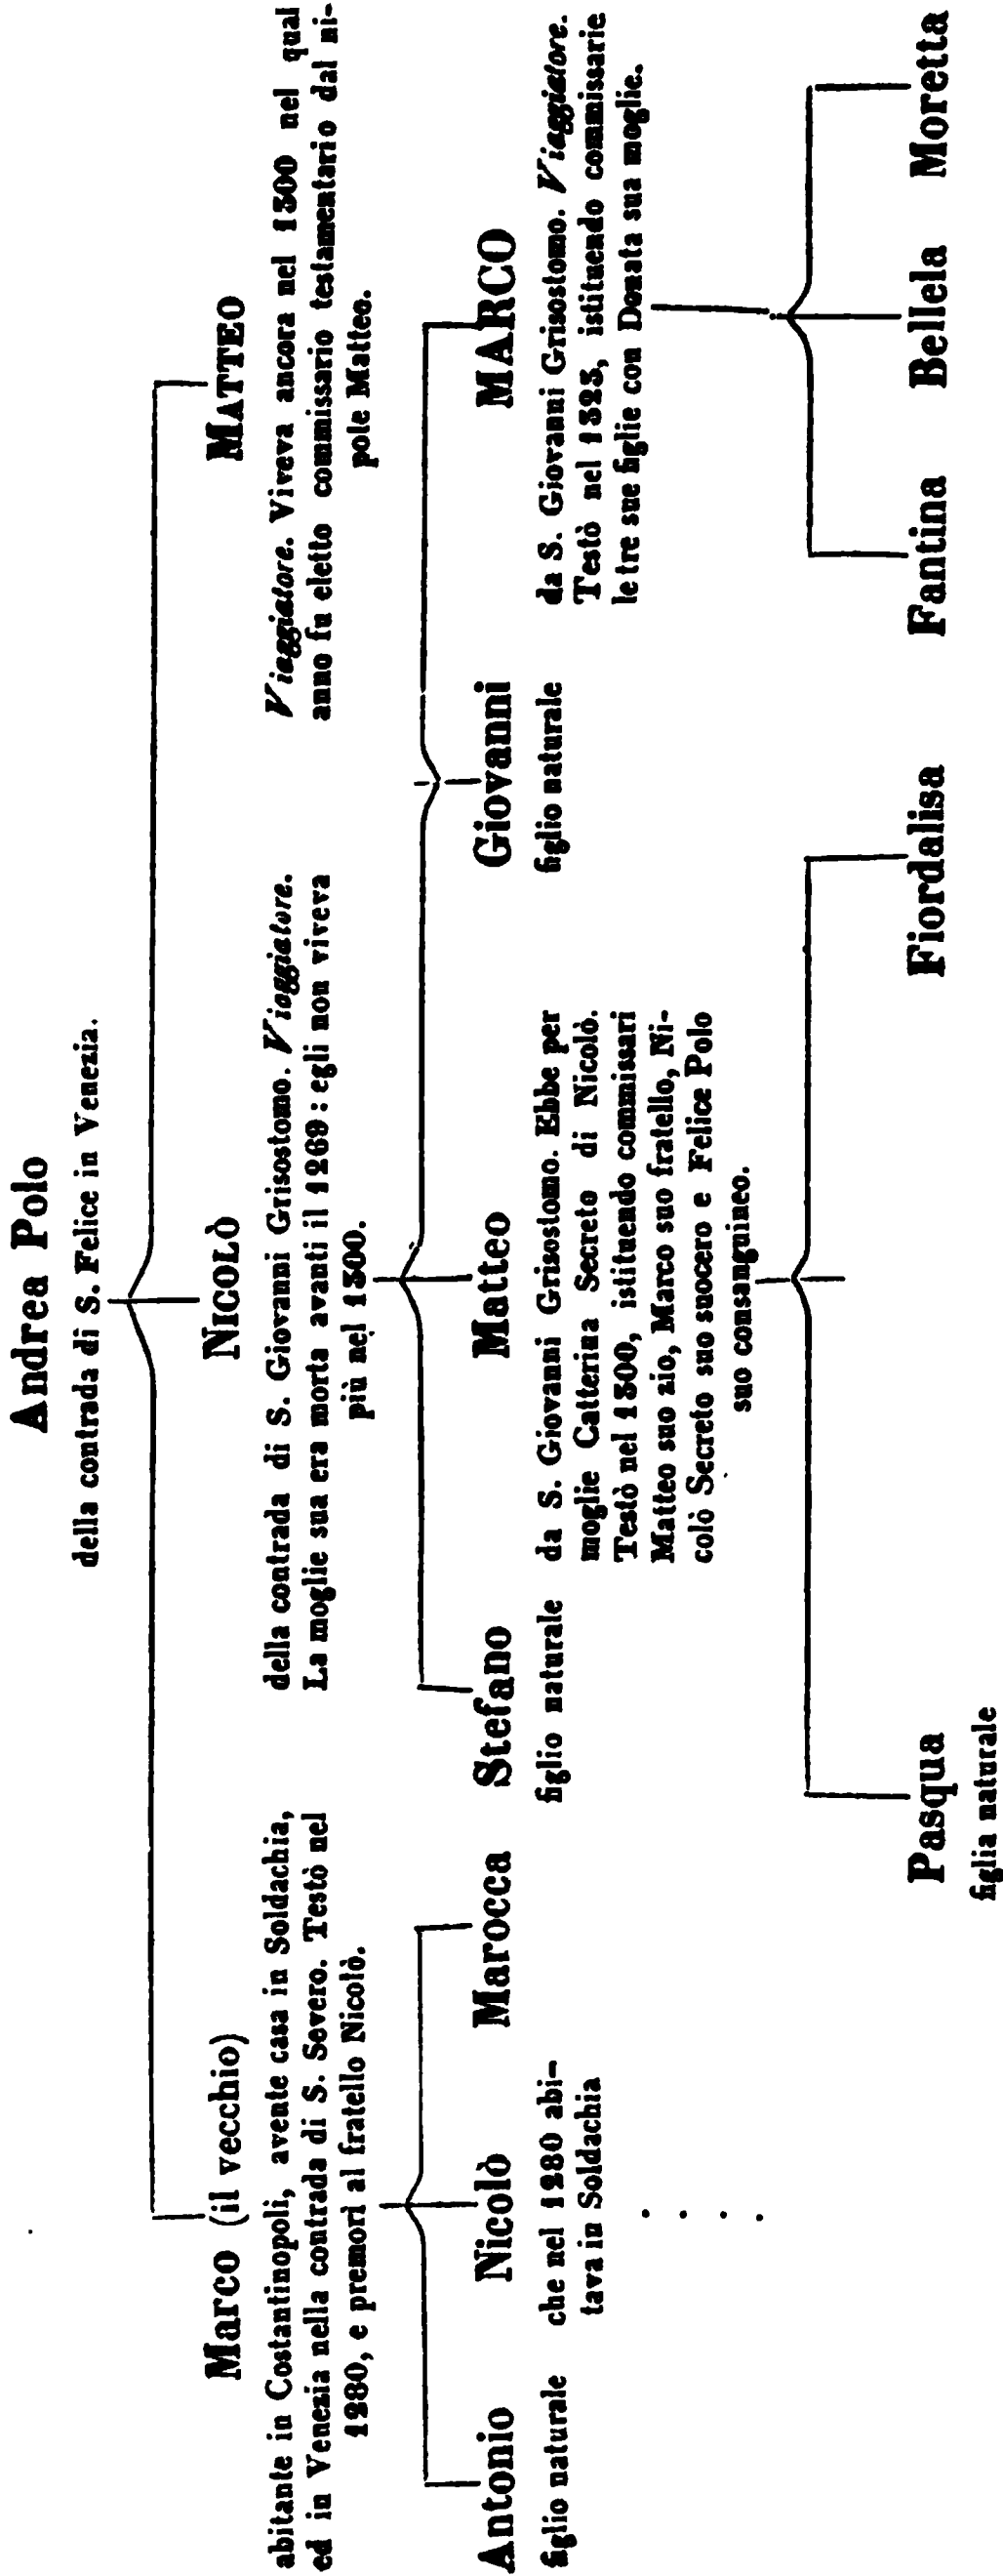 Andrea Polo
della contrada di S. Felice in Venezia.
Marco (il vecchio)
abitante in Costantinopoli, avente casa in Soldachia,
ed in Venezia nella contrada di S. Severo. Testò nel
1280, e premorì al fratello Nicolò.
NICOLÒ
della contrada di S. Giovanni Grisostomo. Viaggiatore.
La moglie sua era morta avanti il 1269: egli non viveva
più nel 1300.
MATTEO
Viaggiatore. Viveva ancora nel 1300 nel qual
anno fu eletto commissario testamentario dal ni-
pote Matteo.
Antonio
figlio naturale
Nicolò
che nel 1280 abi-
tava in Soldachia
. . . .
Marocca
Stefano
figlio naturale
Matteo
da S. Giovanni Grisostomo. Ebbe per
moglie Catterina Secreto di Nicolò.
Testò nel 1300, istituendo commissari
Matteo suo zio, Marco suo fratello, Ni-
colò Secreto suo suocero e Felice Polo
suo consanguineo.
Giovanni
figlio naturale
MARCO
da S. Giovanni Grisostomo. Viaggiatore.
Testò nel 1323, istituendo commissarie
le tre sue figlie con Donata sua moglie.
Pasqua
figlia naturale
Fiordalisa
Fantina
Bellela
Moretta